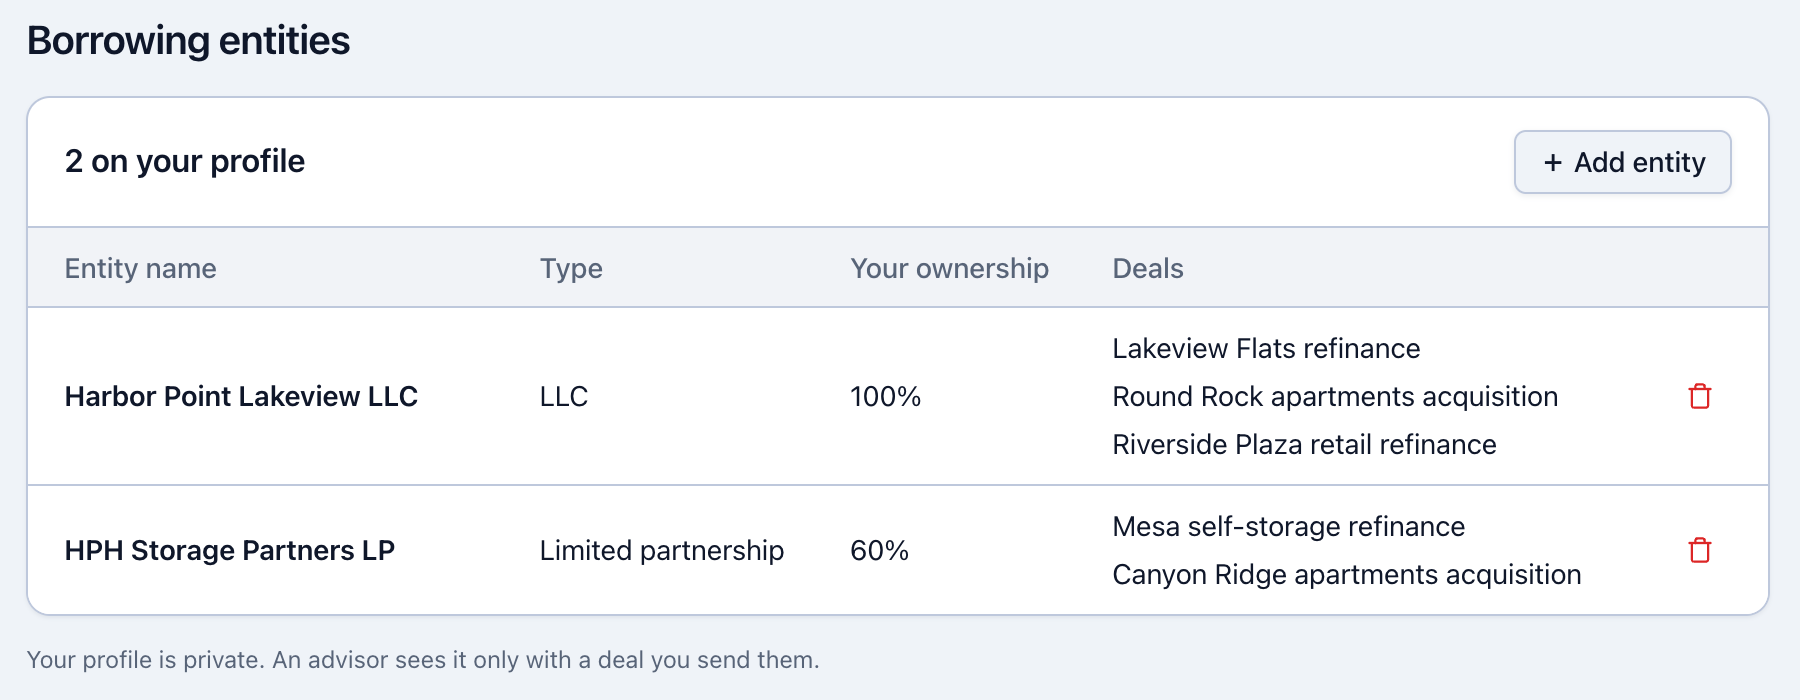 Borrowing entities
2 on your profile
+ Add entity
Entity name Type Your ownership Deals
Harbor Point Lakeview LLC LLC 100% Lakeview Flats refinance
Round Rock apartments acquisition
Riverside Plaza retail refinance
HPH Storage Partners LP Limited partnership 60% Mesa self-storage refinance
Canyon Ridge apartments acquisition
Your profile is private. An advisor sees it only with a deal you send them.